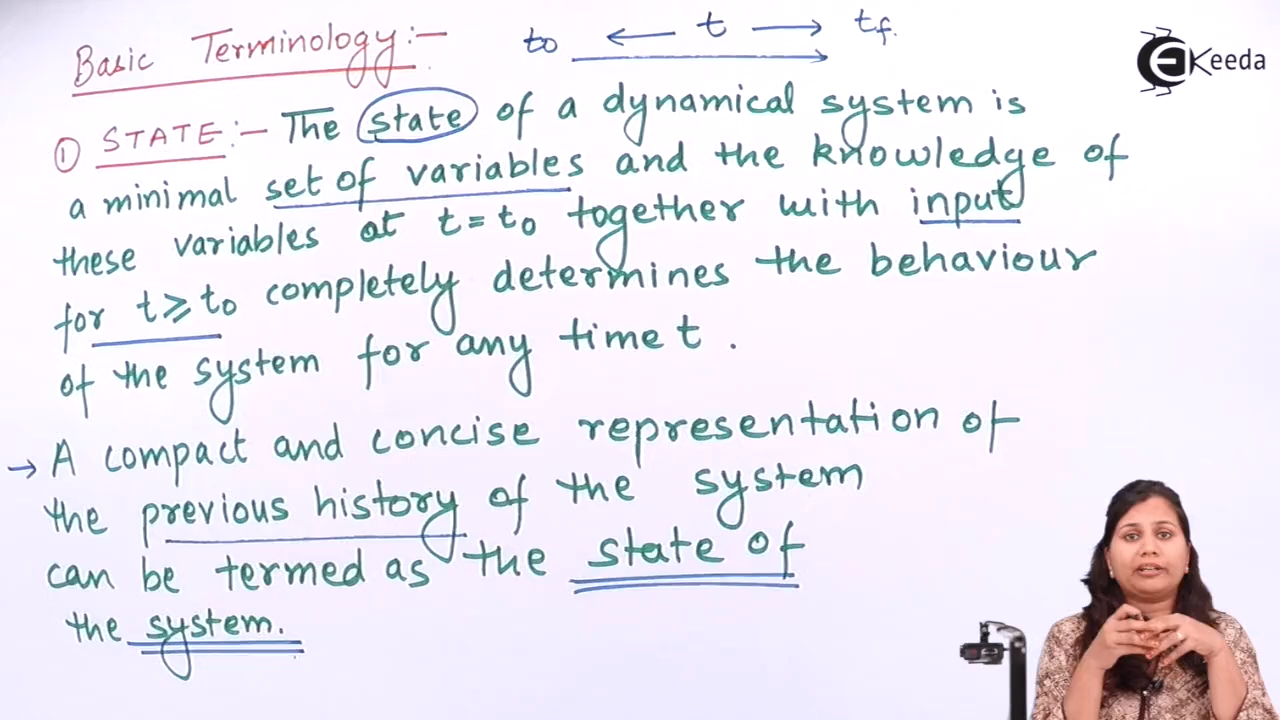 Basic Terminology:-
to ← t → tf.
EKeeda
① STATE:- The state of a dynamical system is
a minimal set of variables and the knowledge of
these variables at t = to together with input
for t ≥ to completely determines the behaviour
of the system for any time t.
→ A compact and concise representation of
the previous history of the system
can be termed as the state of
the system.